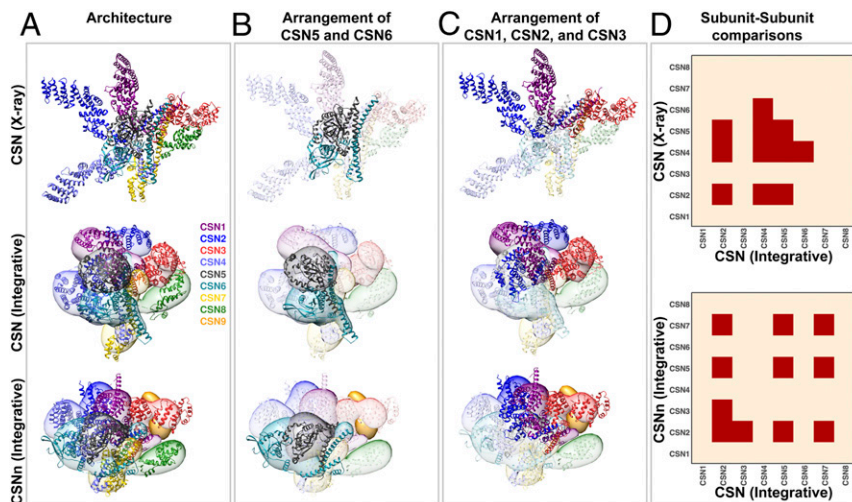 A
Architecture
B
Arrangement of
CSN5 and CSN6
C
Arrangement of
CSN1, CSN2, and CSN3
D
Subunit-Subunit
comparisons
CSN (X-ray)
CSN (Integrative)
CSNn (Integrative)
CSN1
CSN2
CSN3
CSN4
CSN5
CSN6
CSN7
CSN8
CSN9
CSN (X-ray)
CSN8
CSN7
CSN6
CSN5
CSN4
CSN3
CSN2
CSN1
CSN1 CSN2 CSN3 CSN4 CSN5 CSN6 CSN7 CSN8
CSN (Integrative)
CSNn (Integrative)
CSN8
CSN7
CSN6
CSN5
CSN4
CSN3
CSN2
CSN1
CSN1 CSN2 CSN3 CSN4 CSN5 CSN6 CSN7 CSN8
CSN (Integrative)